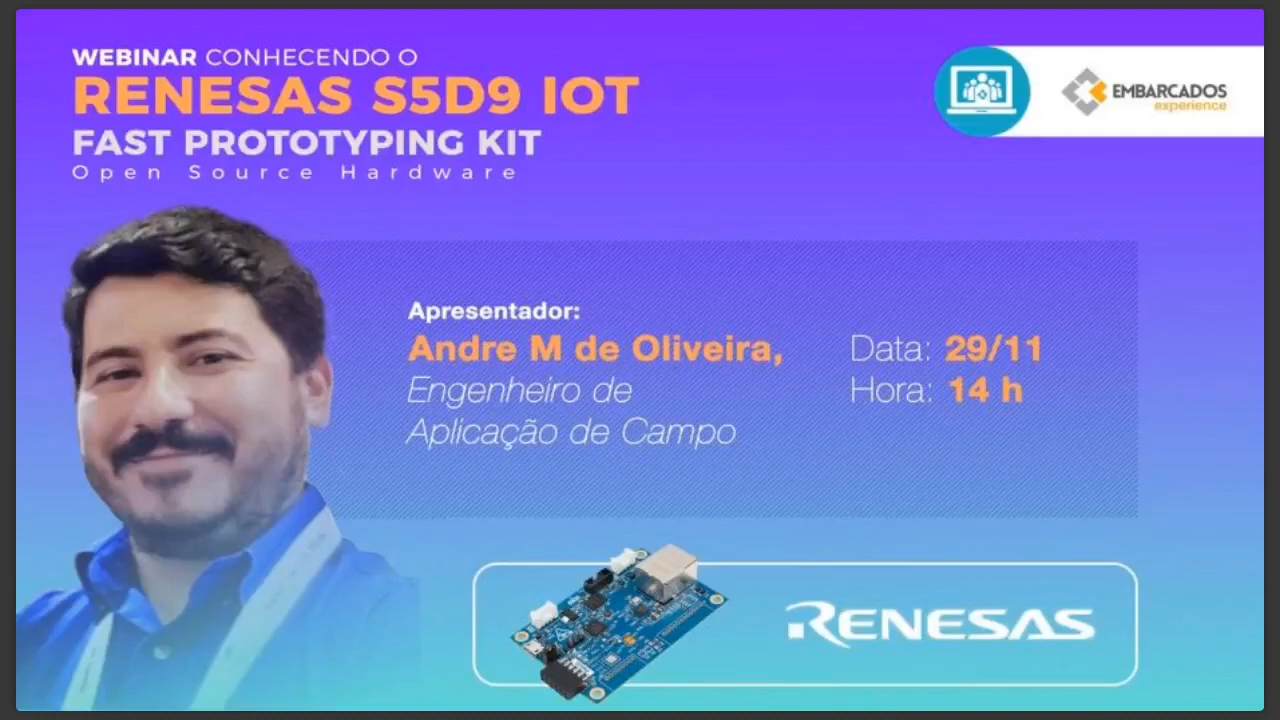 WEBINAR CONHECENDO O
RENESAS S5D9 IOT
FAST PROTOTYPING KIT
Open Source Hardware
EMBARCADOS
experience
Apresentador:
Andre M de Oliveira,
Engenheiro de
Aplicação de Campo
Data: 29/11
Hora: 14 h
RENESAS